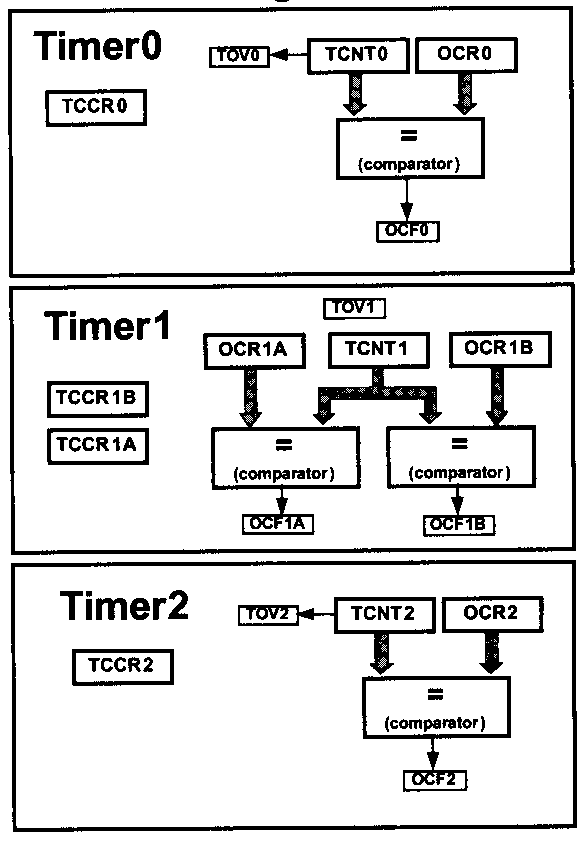 Timer0
TOV0
TCNT0
OCR0
TCCR0
=
(comparator)
OCF0
Timer1
TOV1
OCR1A
TCNT1
OCR1B
TCCR1B
TCCR1A
=
(comparator)
=
(comparator)
OCF1A
OCF1B
Timer2
TOV2
TCNT2
OCR2
TCCR2
=
(comparator)
OCF2